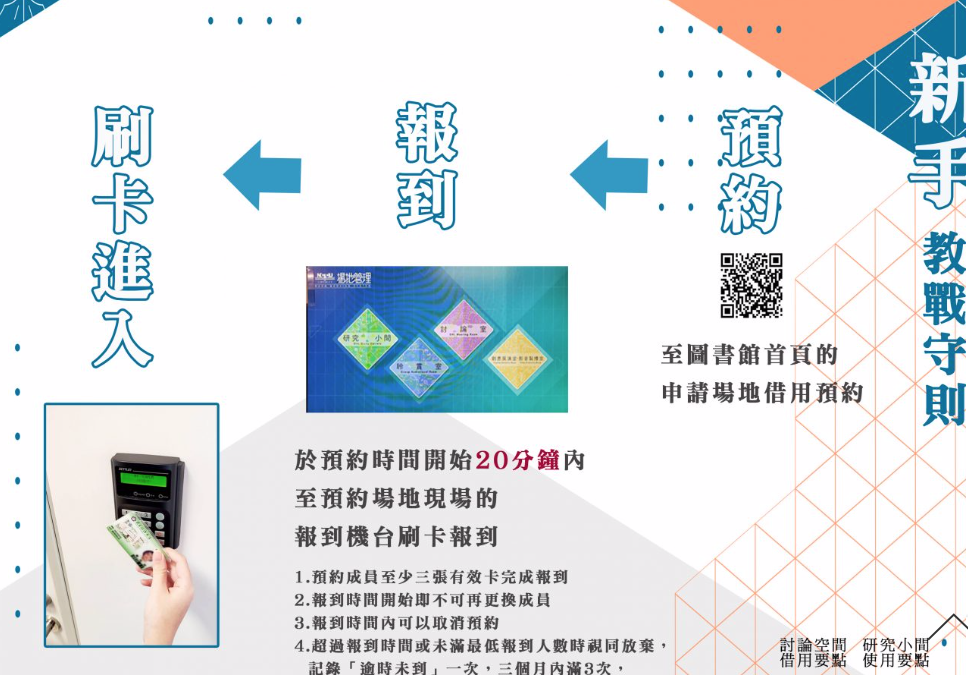 新手
教戰守則
預約
至圖書館首頁的
申請場地借用預約
報到
場地管理
研究小間
討論室
聆賞室
於預約時間開始20分鐘內
至預約場地現場的
報到機台刷卡報到
1.預約成員至少三張有效卡完成報到
2.報到時間開始即不可再更換成員
3.報到時間內可以取消預約
4.超過報到時間或未滿最低報到人數時視同放棄，
記錄「逾時未到」一次，三個月內滿3次，
刷卡進入
討論空間 研究小間
借用要點 使用要點